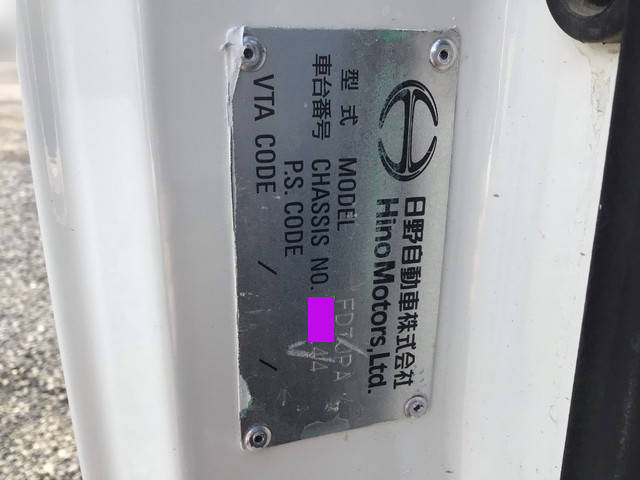 日野自動車株式会社
Hino Motors, Ltd.
型式 MODEL
車台番号 CHASSIS NO. 44
P.S. CODE
VTA CODE / /